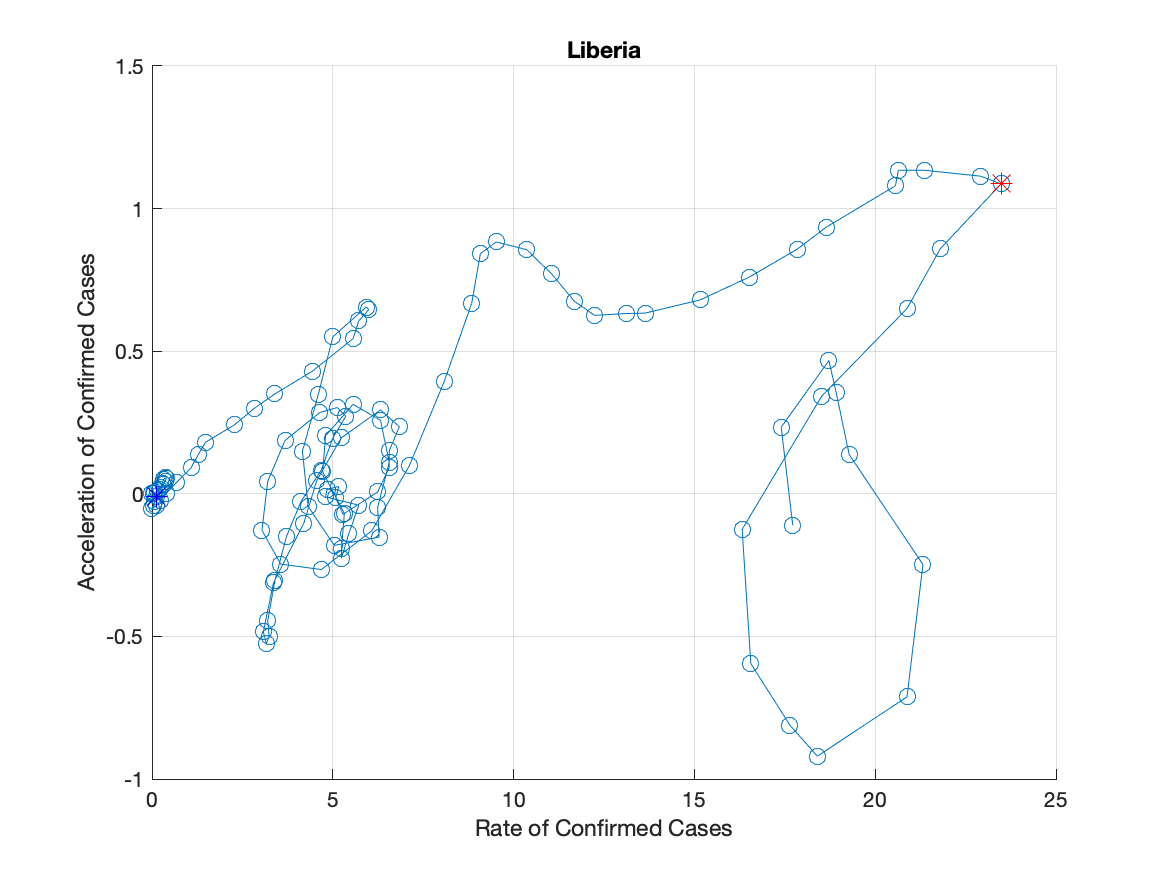 Liberia
Acceleration of Confirmed Cases
1.5
1
0.5
0
-0.5
-1
0 5 10 15 20 25
Rate of Confirmed Cases